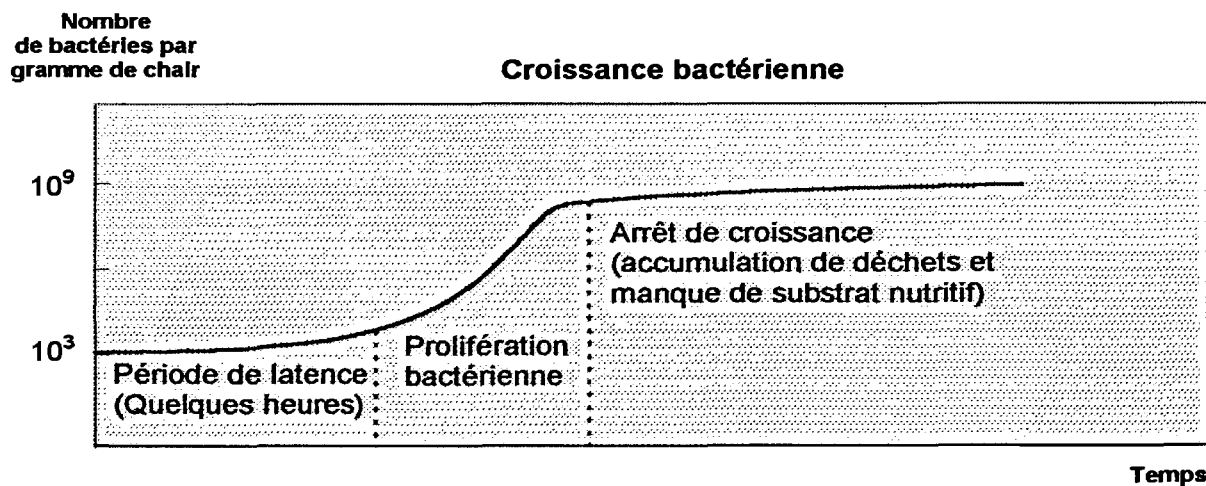 Nombre
de bactéries par
gramme de chair
Croissance bactérienne
10⁹
Arrêt de croissance
(accumulation de déchets et
manque de substrat nutritif)
10³
Prolifération
bactérienne
Période de latence
(Quelques heures)
Temps